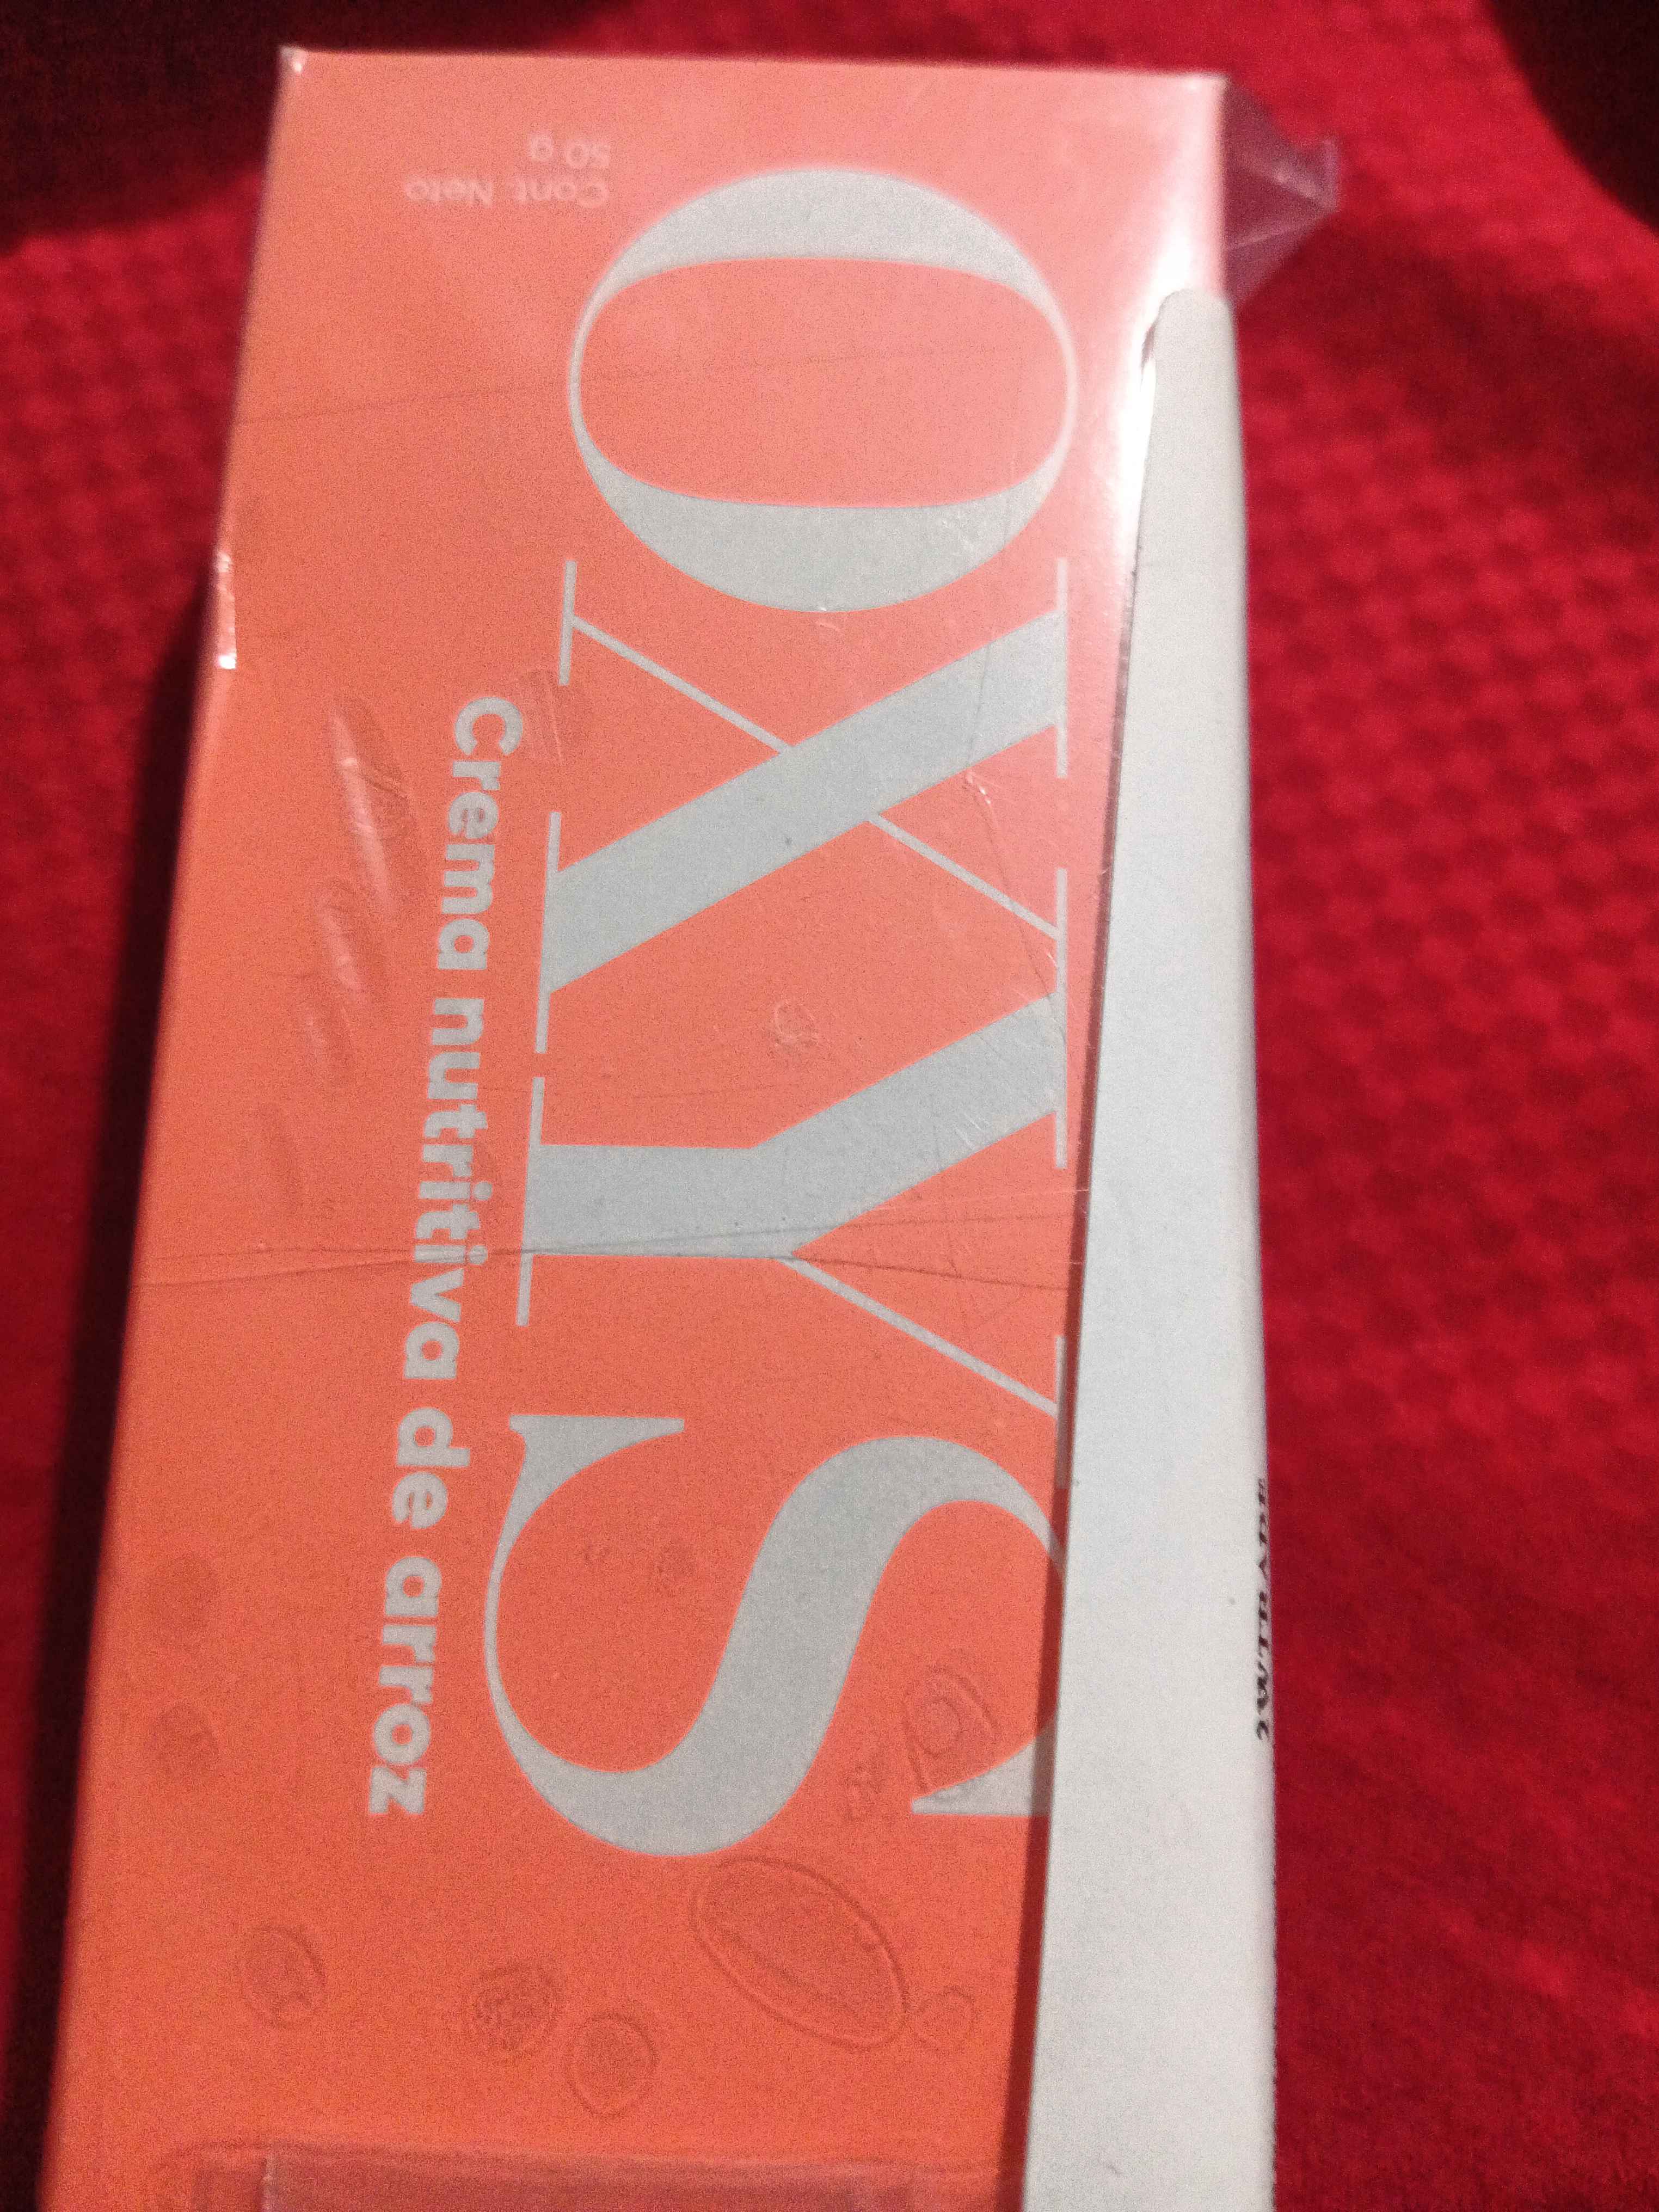 OXYS
Crema nutritiva de arroz
Cont. Neto
50 g